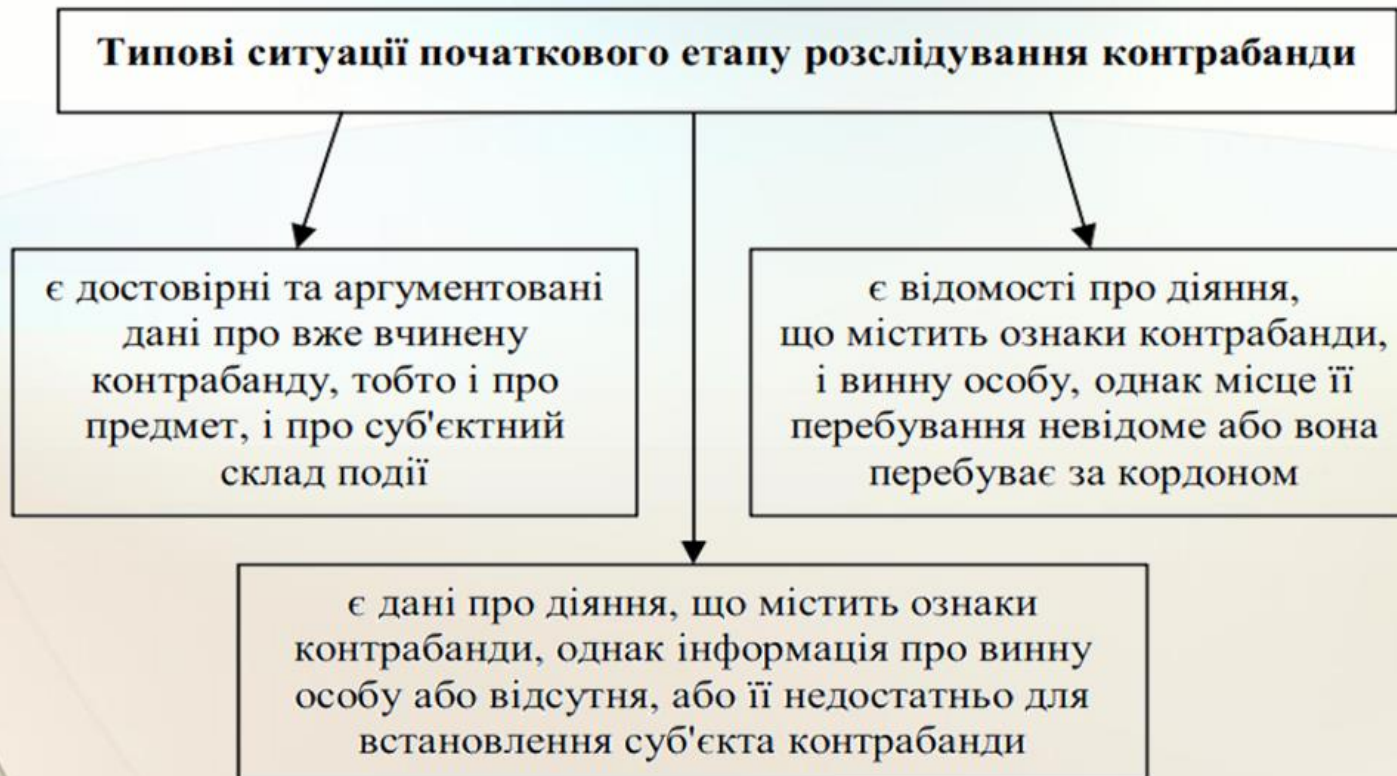 Типові ситуації початкового етапу розслідування контрабанди
є достовірні та аргументовані
дані про вже вчинену
контрабанду, тобто і про
предмет, і про суб'єктний
склад події
є відомості про діяння,
що містить ознаки контрабанди,
і винну особу, однак місце її
перебування невідоме або вона
перебуває за кордоном
є дані про діяння, що містить ознаки
контрабанди, однак інформація про винну
особу або відсутня, або її недостатньо для
встановлення суб'єкта контрабанди